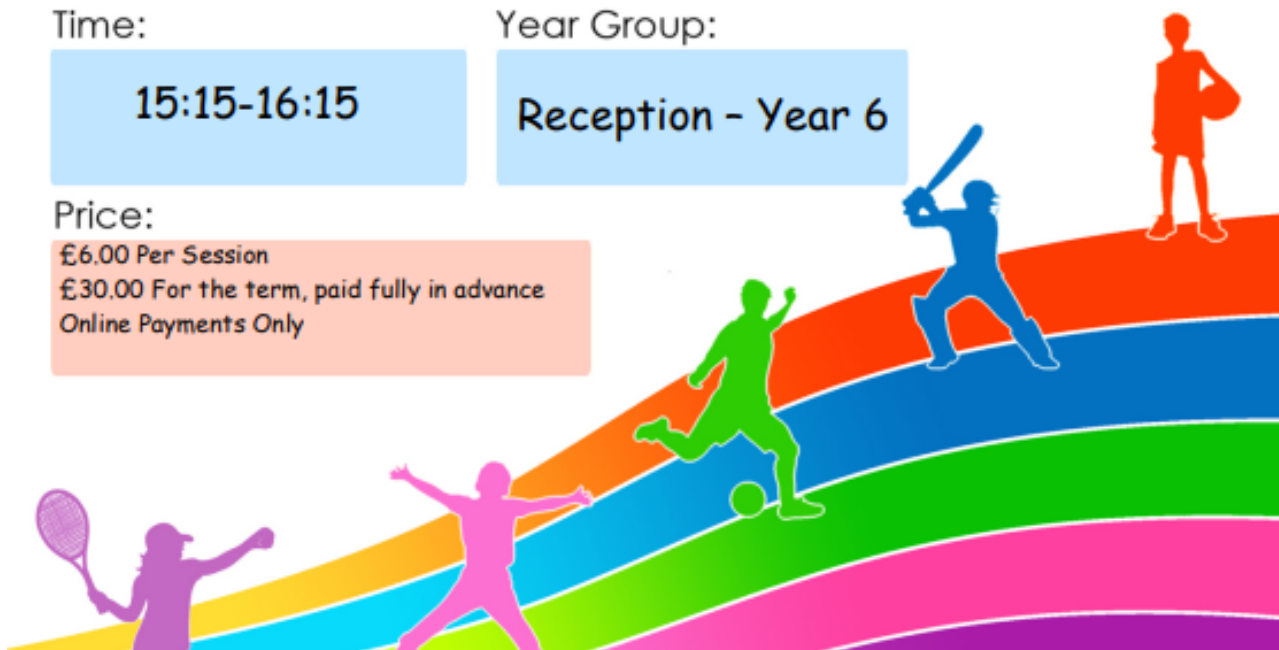 Time:
Year Group:
15:15-16:15
Reception – Year 6
Price:
£6.00 Per Session
£30.00 For the term, paid fully in advance
Online Payments Only